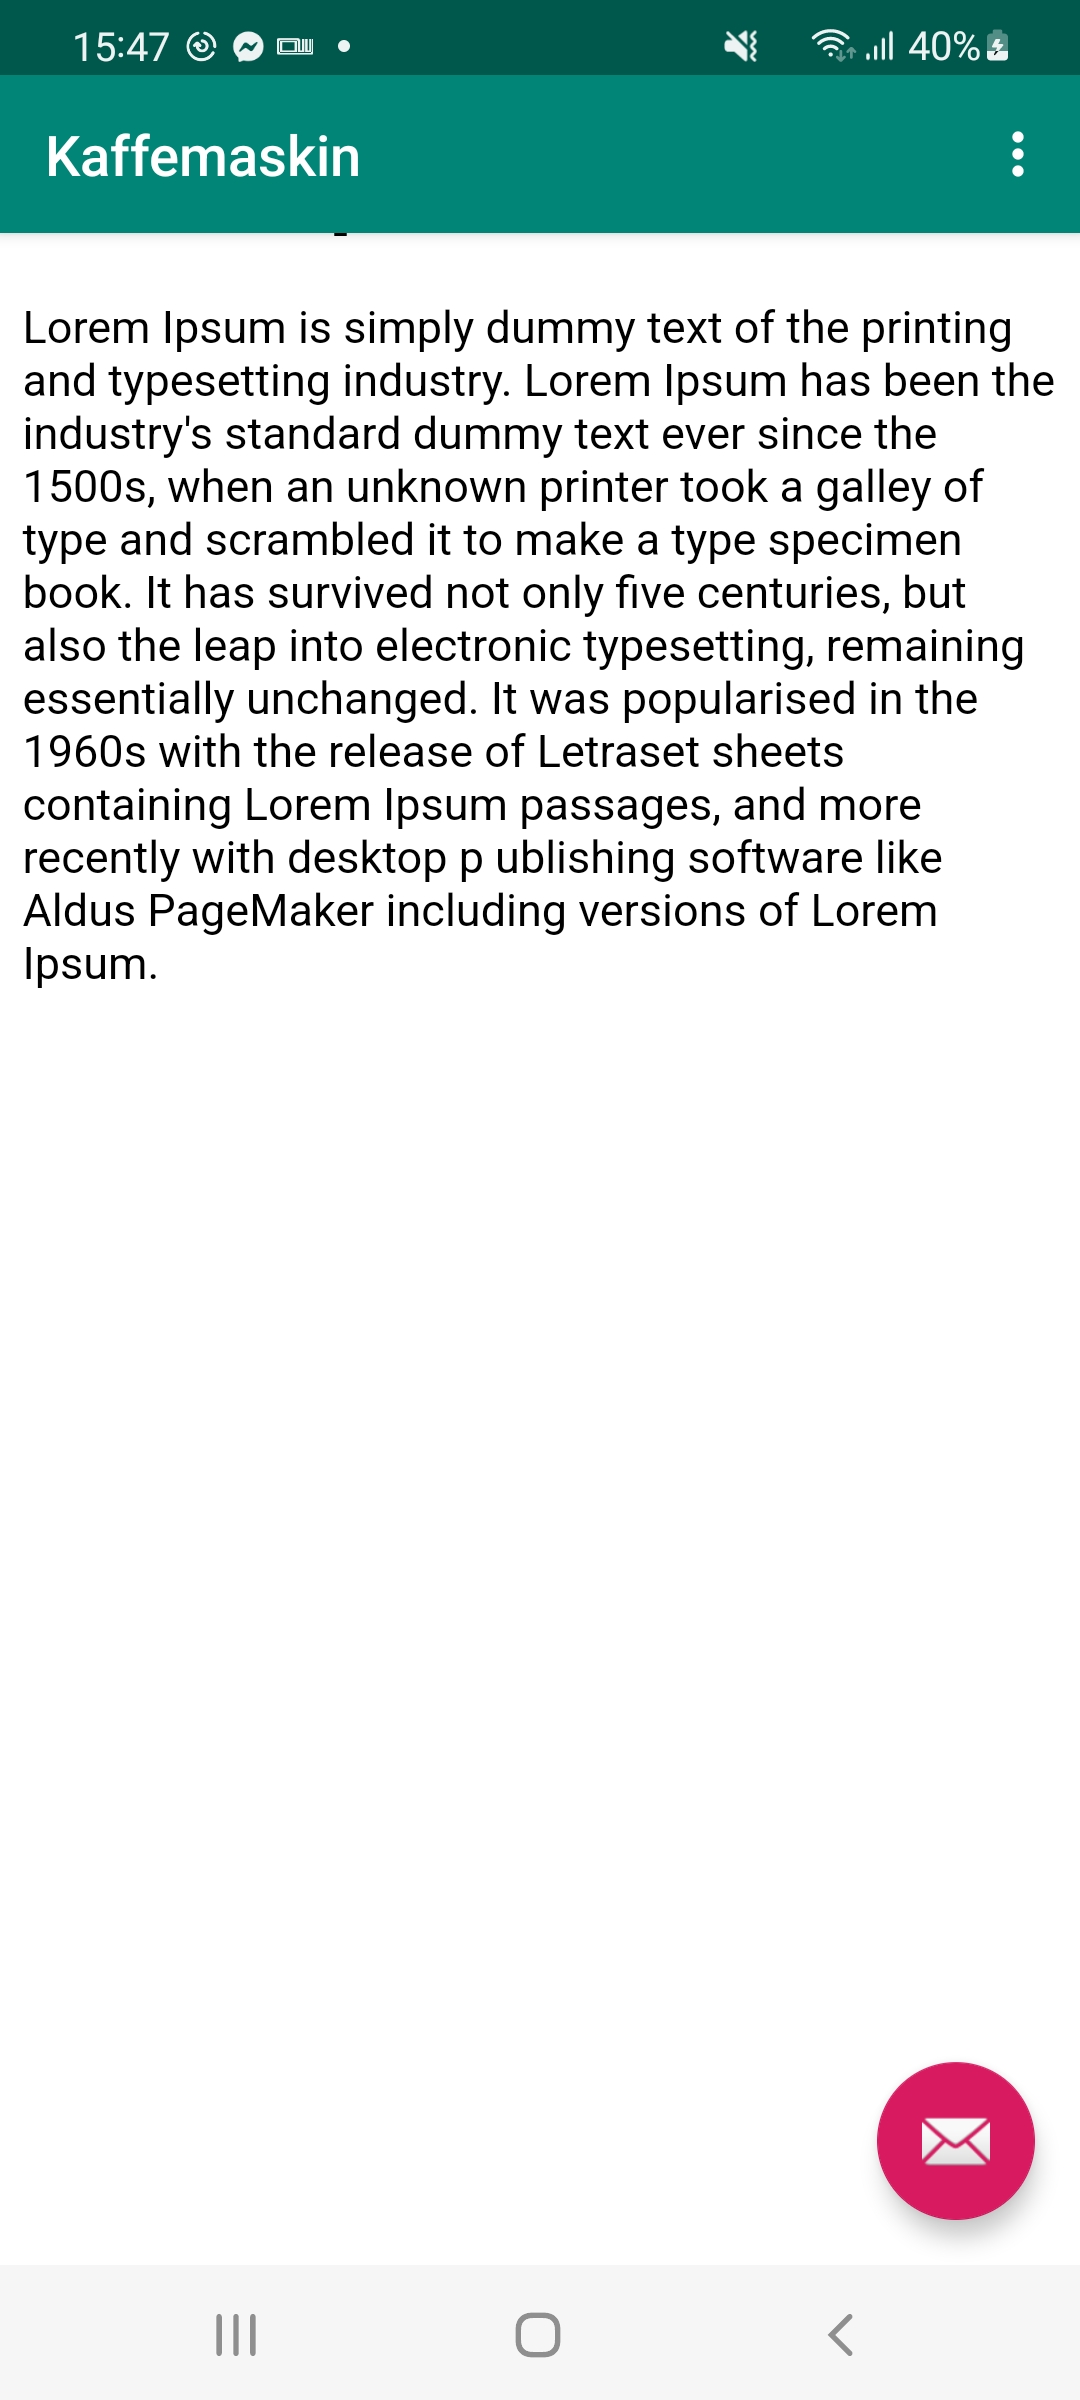 15:47
40%
Kaffemaskin
Lorem Ipsum is simply dummy text of the printing
and typesetting industry. Lorem Ipsum has been the
industry's standard dummy text ever since the
1500s, when an unknown printer took a galley of
type and scrambled it to make a type specimen
book. It has survived not only five centuries, but
also the leap into electronic typesetting, remaining
essentially unchanged. It was popularised in the
1960s with the release of Letraset sheets
containing Lorem Ipsum passages, and more
recently with desktop p ublishing software like
Aldus PageMaker including versions of Lorem
Ipsum.